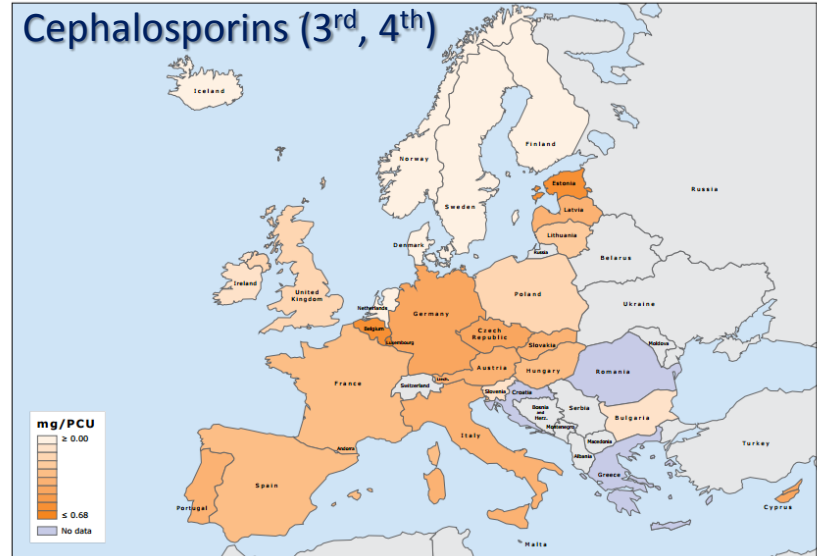 Cephalosporins (3rd, 4th)
Iceland
Finland
Norway
Sweden
Russia
Estonia
Latvia
Lithuania
Denmark
Russia
Belarus
Ireland
United
Kingdom
Netherlands
Poland
Germany
Belgium
Luxembourg
Ukraine
Czech
Republic
Slovakia
Moldova
France
Switzerland
Austria
Hungary
Romania
Slovenia
Croatia
Bosnia
and
Herz.
Serbia
Bulgaria
Montenegro
Macedonia
Albania
Andorra
Italy
Spain
Portugal
Greece
Turkey
Cyprus
Malta
mg/PCU
≥ 0.00
≤ 0.68
No data